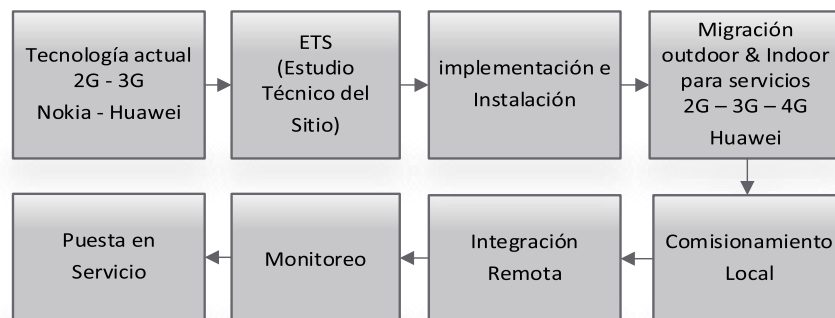 Tecnología actual
2G - 3G
Nokia - Huawei
ETS
(Estudio
Técnico del
Sitio)
implementación e
Instalación
Migración
outdoor & Indoor
para servicios
2G – 3G – 4G
Huawei
Comisionamiento
Local
Integración
Remota
Monitoreo
Puesta en
Servicio